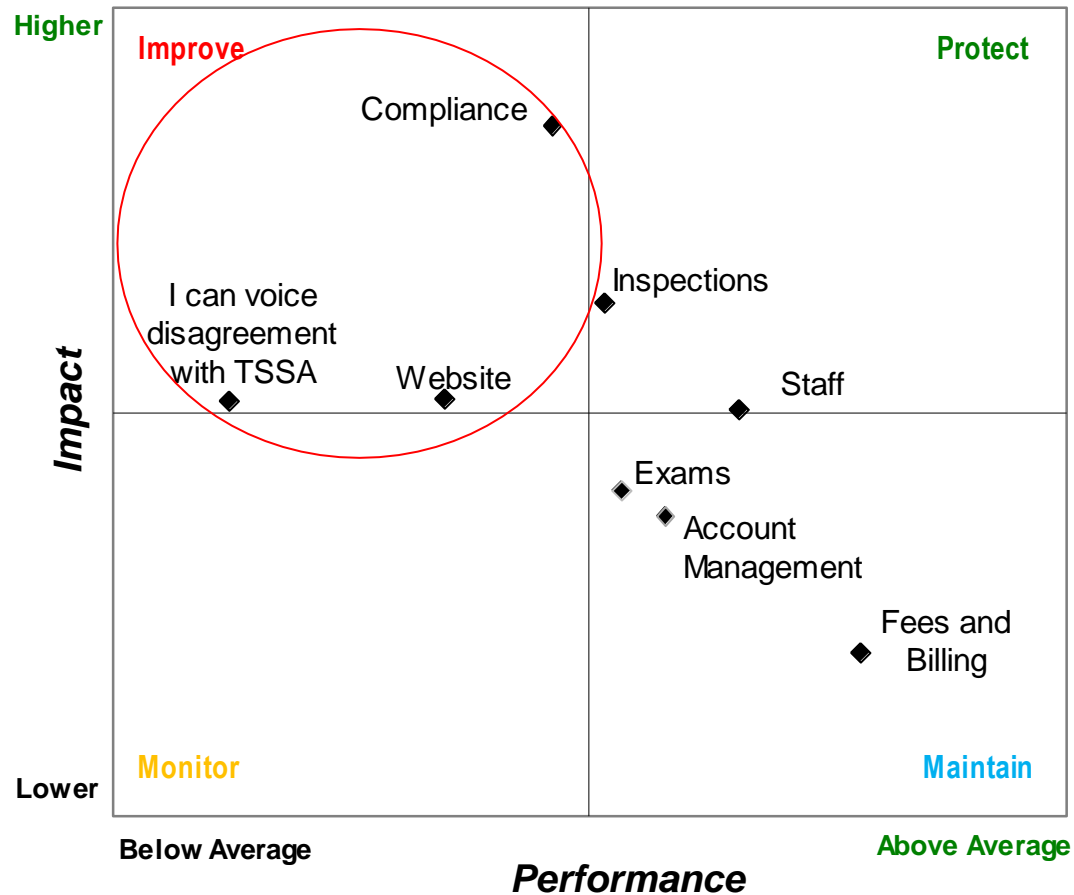 Higher
Improve
Protect
Compliance
Inspections
I can voice
disagreement
with TSSA
Website
Staff
Impact
Exams
Account
Management
Fees and
Billing
Monitor
Maintain
Lower
Below Average
Above Average
Performance